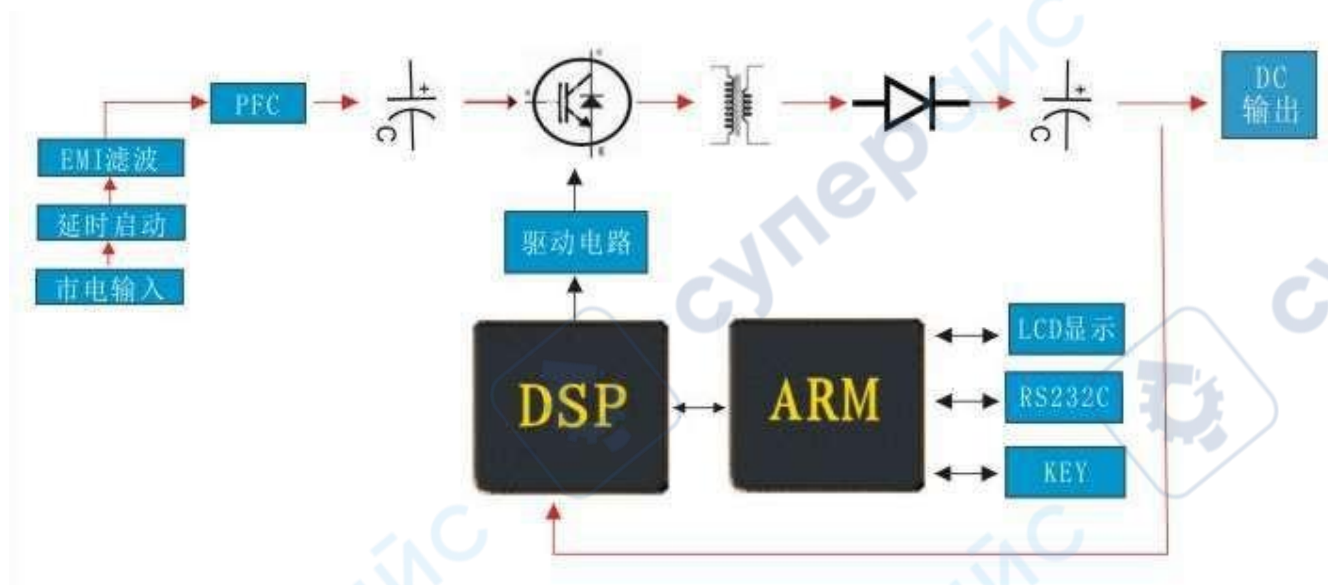 PFC
C
C
DC
输出
EMI滤波
延时启动
市电输入
驱动电路
DSP
ARM
LCD显示
RS232C
KEY
супеpайс